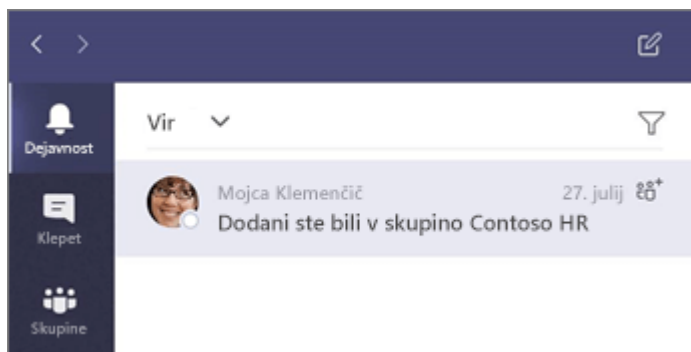 Dejavnost
Vir
Mojca Klemenčič 27. julij
Dodani ste bili v skupino Contoso HR
Klepet
Skupine